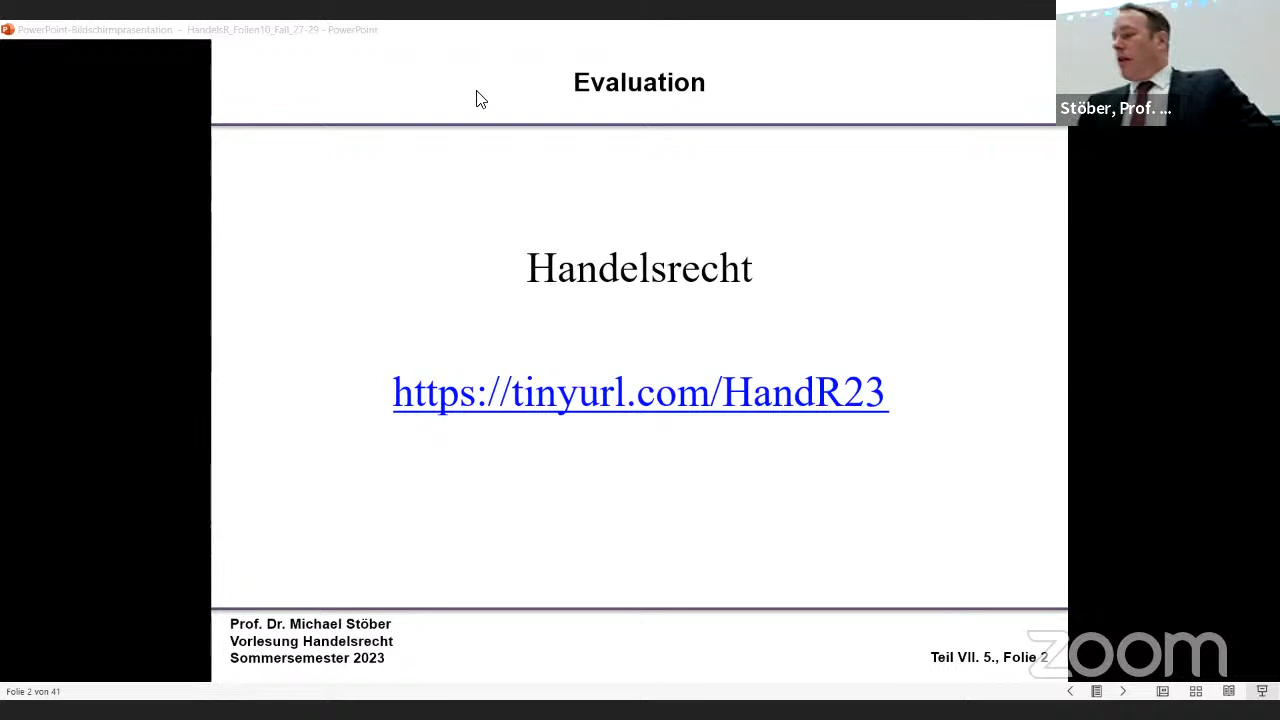 PowerPoint-Bildschirmpräsentation - HandelsR_Folien10_Fall_27-29 - PowerPoint
Evaluation
Stöber, Prof. ...
Handelsrecht
https://tinyurl.com/HandR23
Prof. Dr. Michael Stöber
Vorlesung Handelsrecht
Sommersemester 2023
Teil VII. 5., Folie 2
zoom
Folie 2 von 41